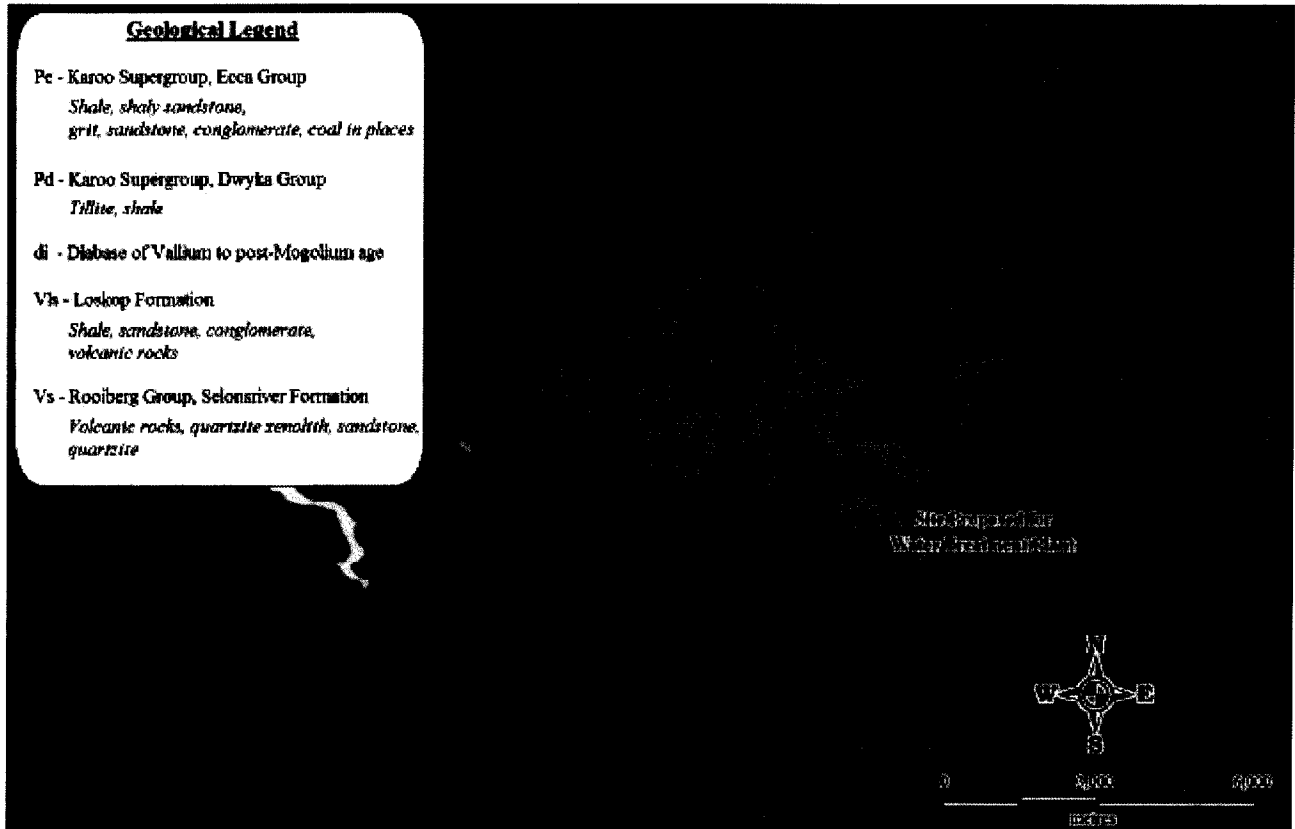 Geological Legend
Pe - Karoo Supergroup, Ecca Group
Shale, shaly sandstone,
grit, sandstone, conglomerate, coal in places
Pd - Karoo Supergroup, Dwyka Group
Tillite, shale
di - Diabase of Vallium to post-Mogolium age
Vls - Loskop Formation
Shale, sandstone, conglomerate,
volcanic rocks
Vs - Rooiberg Group, Selonsriver Formation
Volcanic rocks, quartzite xenolith, sandstone,
quartzite
Water Treatment Plant
N
W E
S
0